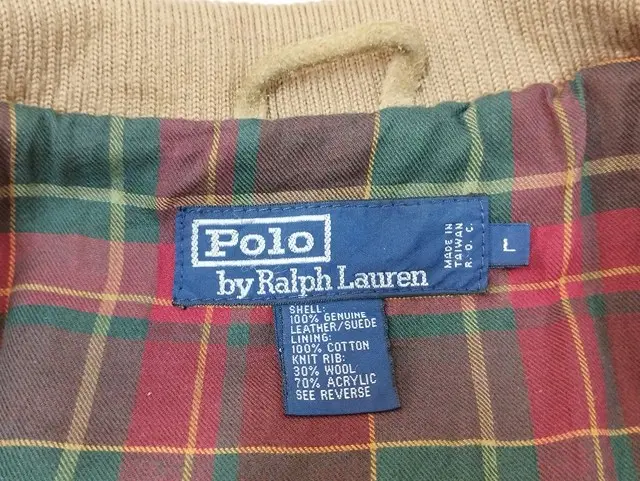 Polo
by Ralph Lauren
MADE IN
TAIWAN
R. O. C.
L
SHELL:
100% GENUINE
LEATHER/SUEDE
LINING:
100% COTTON
KNIT RIB:
30% WOOL
70% ACRYLIC
SEE REVERSE